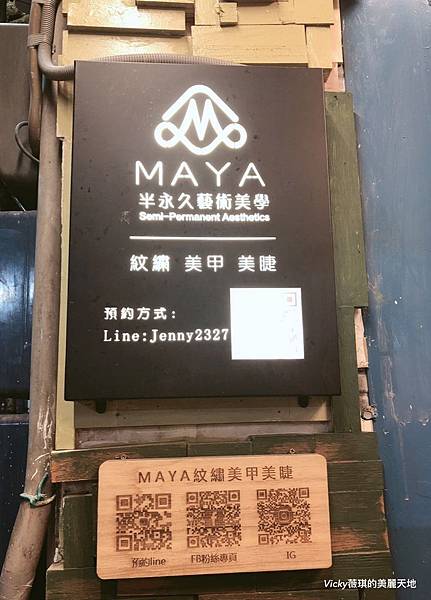 MAYA
半永久藝術美學
Semi-Permanent Aesthetics
紋繡 美甲 美睫
預約方式:
Line:Jenny2327
MAYA紋繡美甲美睫
預約line
FB粉絲專頁
IG
Vicky薇琪的美麗天地